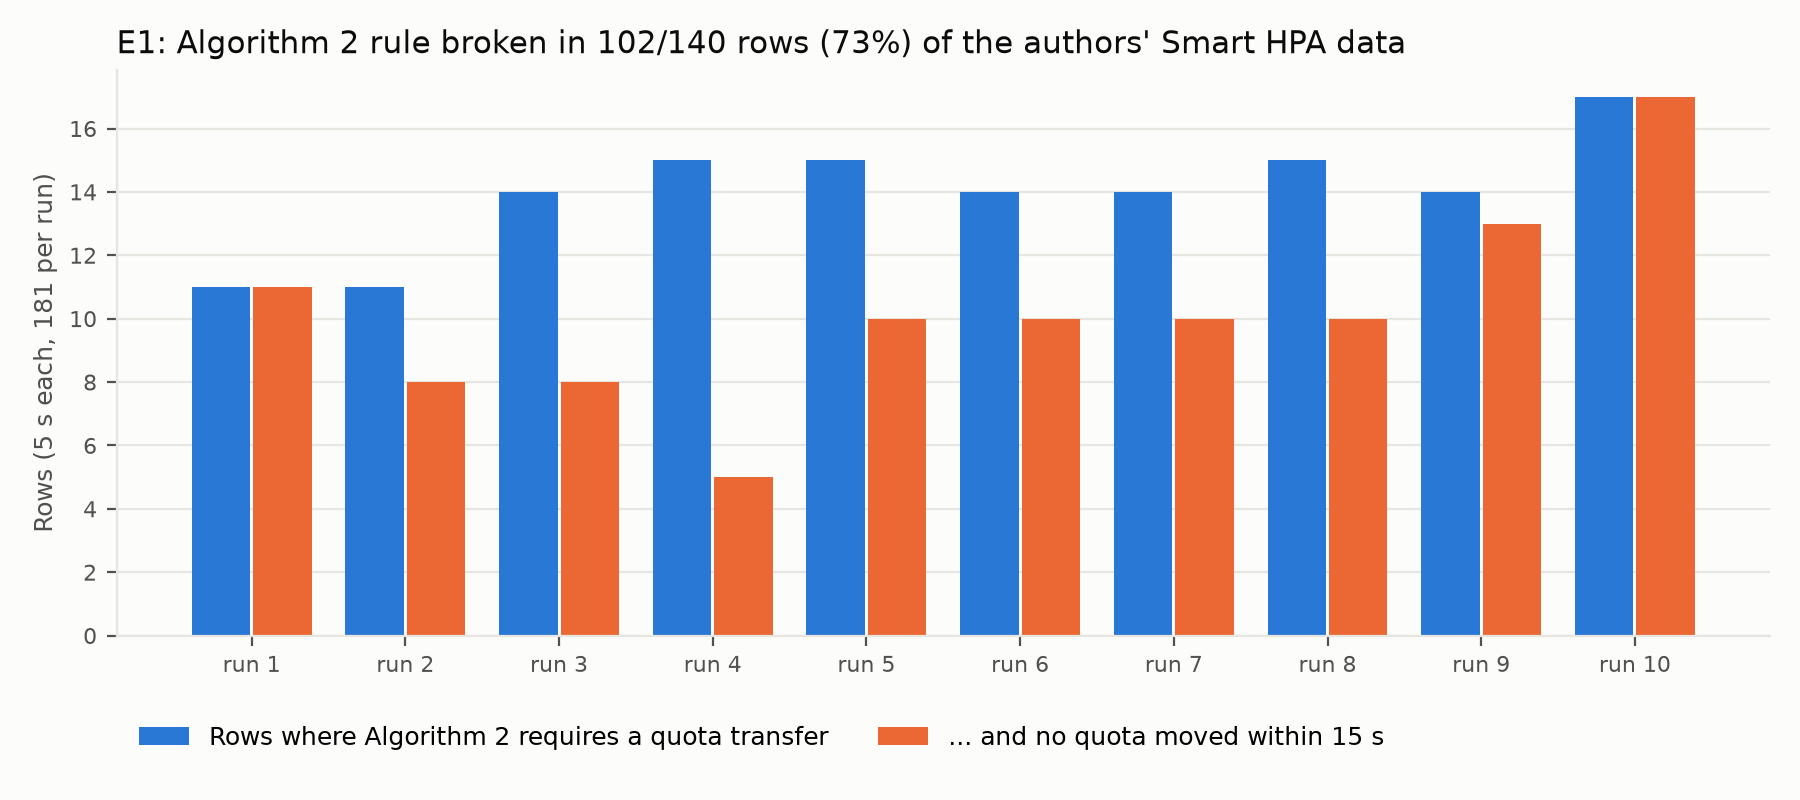 E1: Algorithm 2 rule broken in 102/140 rows (73%) of the authors' Smart HPA data
Rows (5 s each, 181 per run)
16
14
12
10
8
6
4
2
0
run 1
run 2
run 3
run 4
run 5
run 6
run 7
run 8
run 9
run 10
Rows where Algorithm 2 requires a quota transfer
... and no quota moved within 15 s